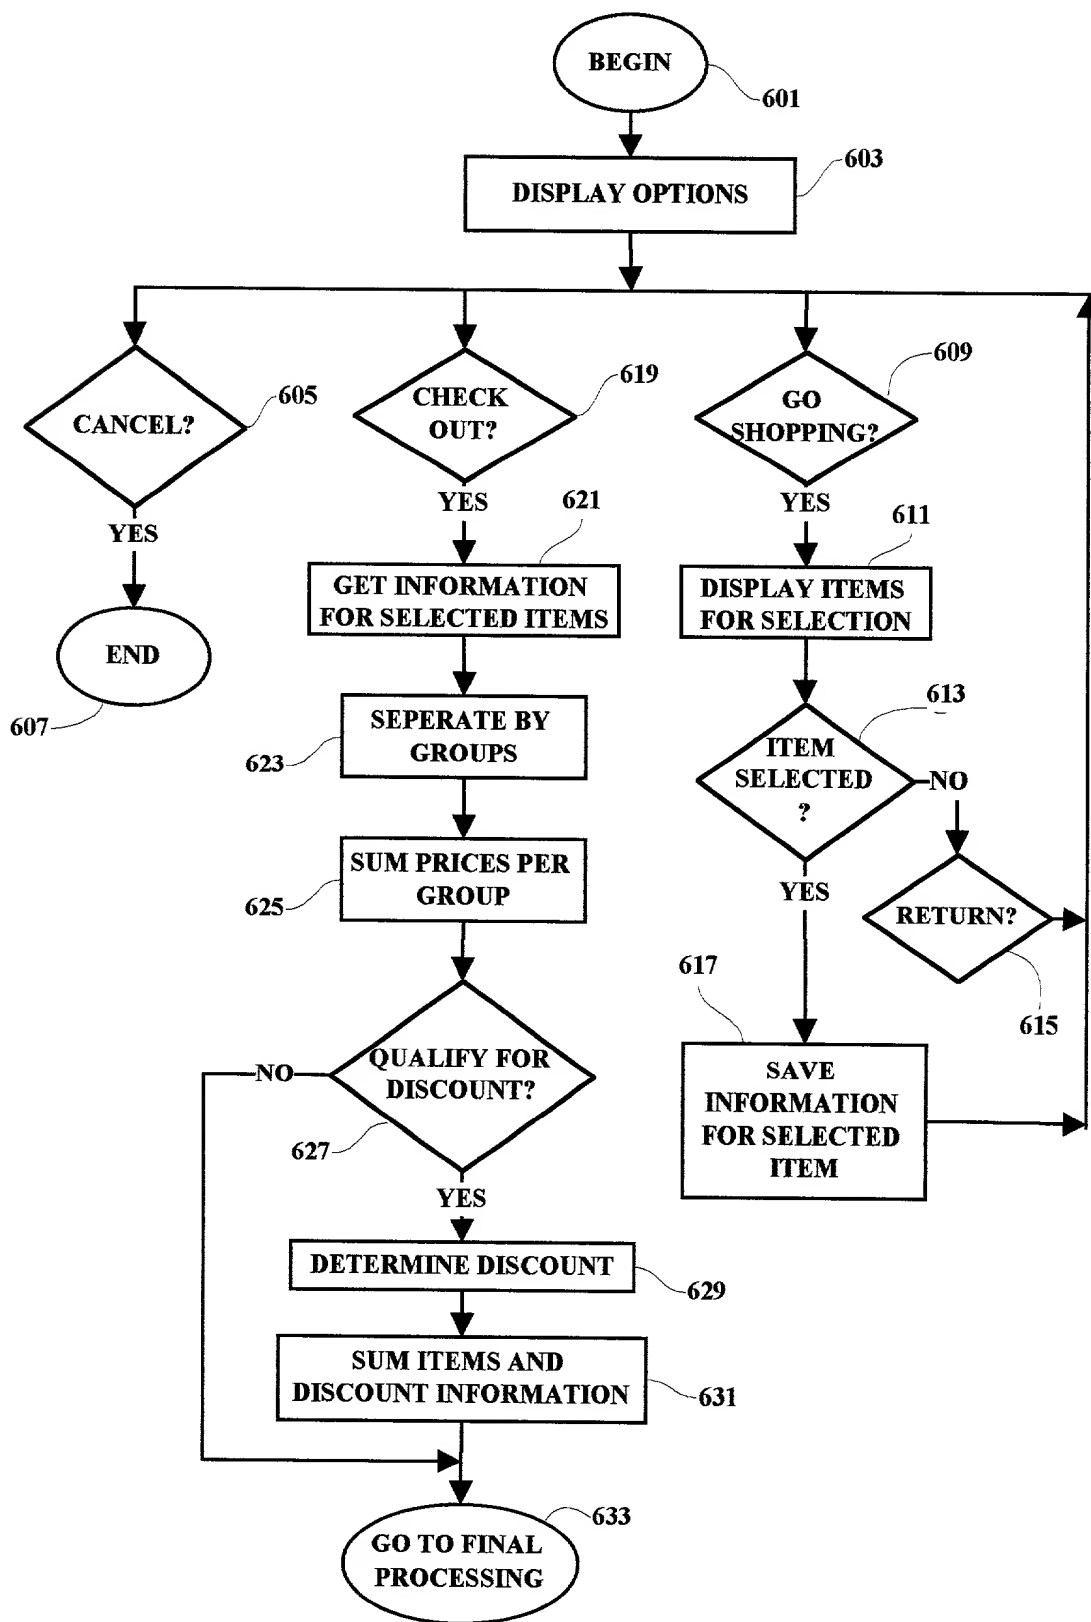 BEGIN
601
603
DISPLAY OPTIONS
CANCEL?
605
YES
END
607
CHECK
OUT?
619
YES
621
GET INFORMATION
FOR SELECTED ITEMS
SEPERATE BY
GROUPS
623
SUM PRICES PER
GROUP
625
QUALIFY FOR
DISCOUNT?
NO
627
YES
DETERMINE DISCOUNT
629
SUM ITEMS AND
DISCOUNT INFORMATION
631
633
GO TO FINAL
PROCESSING
609
GO
SHOPPING?
YES
611
DISPLAY ITEMS
FOR SELECTION
613
ITEM
SELECTED
?
NO
YES
RETURN?
615
617
SAVE
INFORMATION
FOR SELECTED
ITEM